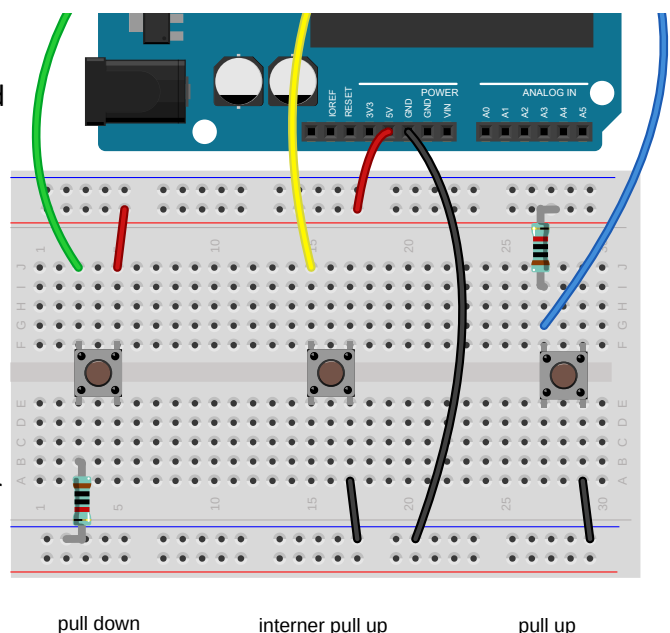 d
POWER
ANALOG IN
IOREF
RESET
3V3
5V
GND
GND
VIN
A0
A1
A2
A3
A4
A5
1
10
15
20
25
J
J
I
I
H
H
G
G
F
F
E
E
D
D
C
C
B
B
A
A
1
5
10
15
20
25
30
pull down
interner pull up
pull up